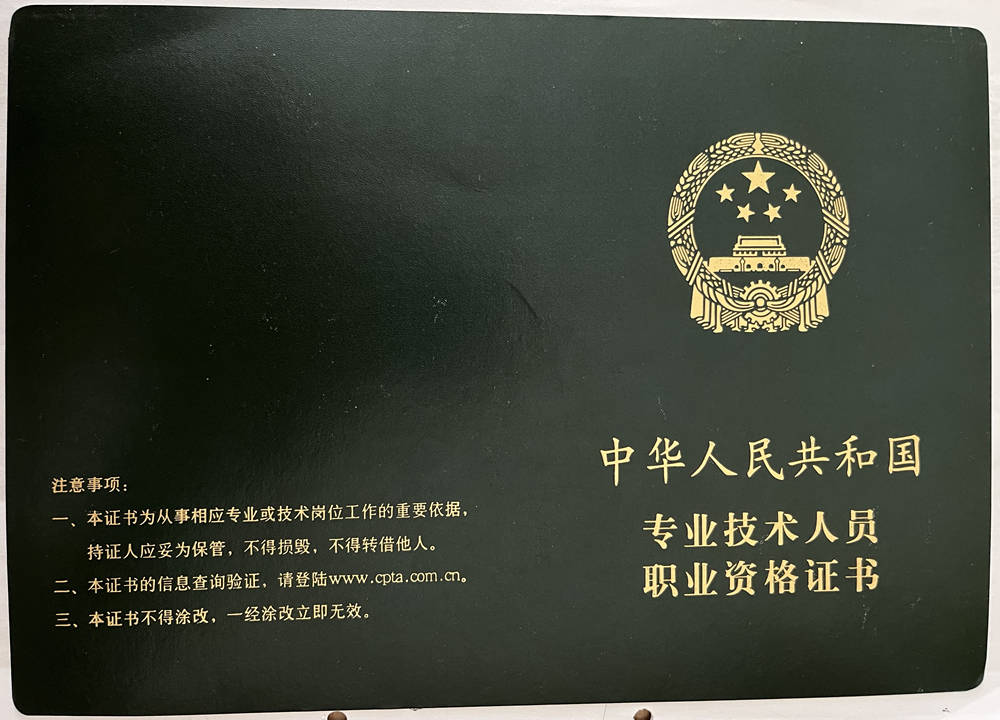 中华人民共和国
专业技术人员
职业资格证书
注意事项：
一、本证书为从事相应专业或技术岗位工作的重要依据，
持证人应妥为保管，不得损毁，不得转借他人。
二、本证书的信息查询验证，请登陆www.cpta.com.cn。
三、本证书不得涂改，一经涂改立即无效。